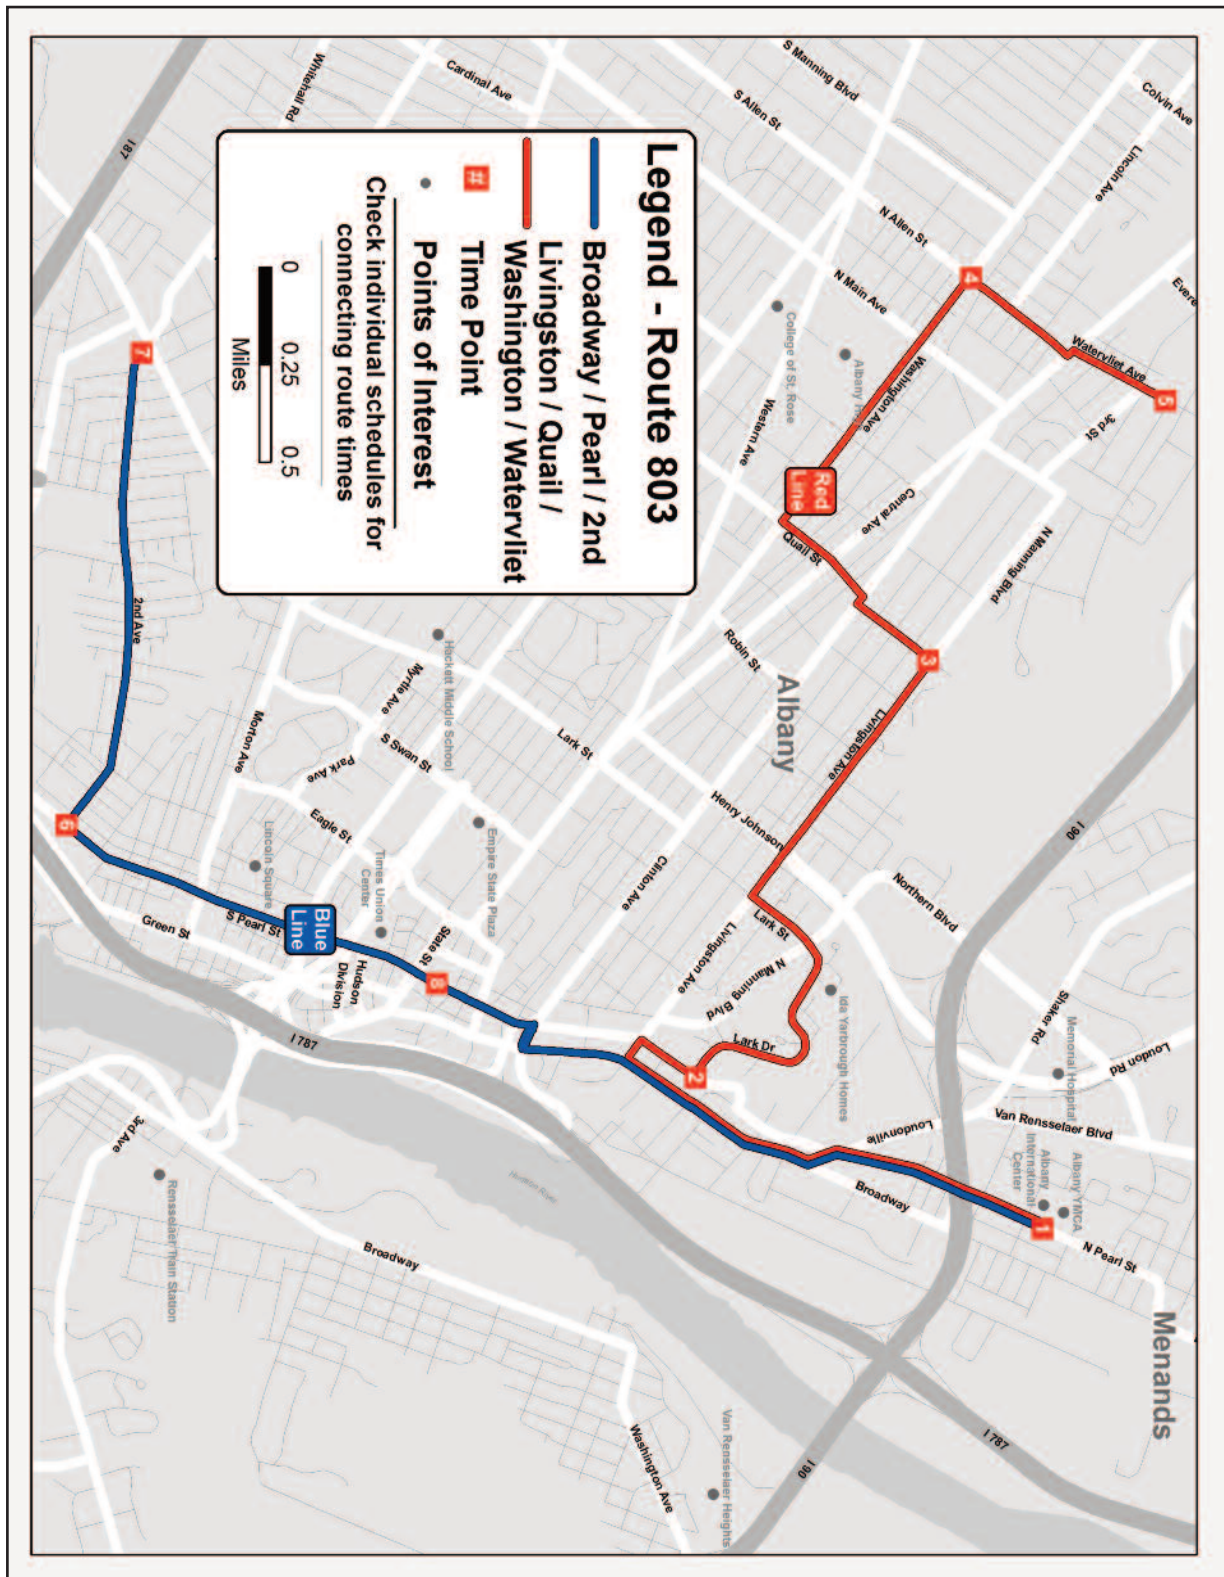 Legend - Route 803
Broadway / Pearl / 2nd
Livingston / Quail /
Washington / Watervliet
# Time Point
Points of Interest
Check individual schedules for
connecting route times
0 0.25 0.5
Miles
Colvin Ave
Lincoln Ave
S Manning Blvd
S Allen St
Cardinal Ave
Whitehall Rd
I 87
N Allen St
N Main Ave
4
Watervliet Ave
5
3rd St
Washington Ave
College of St. Rose
Western Ave
Red
Line
Central Ave
Quail St
N Manning Blvd
3
Robin St
Albany
Livingston Ave
Henry Johnson
Northern Blvd
I 90
7
2nd Ave
6
Hackett Middle School
Myrtle Ave
Lark St
S Swan St
Park Ave
Morton Ave
Eagle St
Lincoln Square
Times Union
Center
Empire State Plaza
Clinton Ave
Livingston Ave
Lark St
N Manning
Blvd
Lark Dr
Ida Yarbrough Homes
2
Green St
S Pearl St
Blue
Line
Hudson
Division
State St
8
I 787
Shaker Rd
Memorial Hospital
Loudon Rd
Van Rensselaer Blvd
Loudonville
Albany
International
Center
Albany YMCA
1
N Pearl St
Broadway
Menands
Hudson River
3rd Ave
Rensselaer Train Station
Broadway
Washington Ave
Van Rensselaer Heights
I 90
I 787